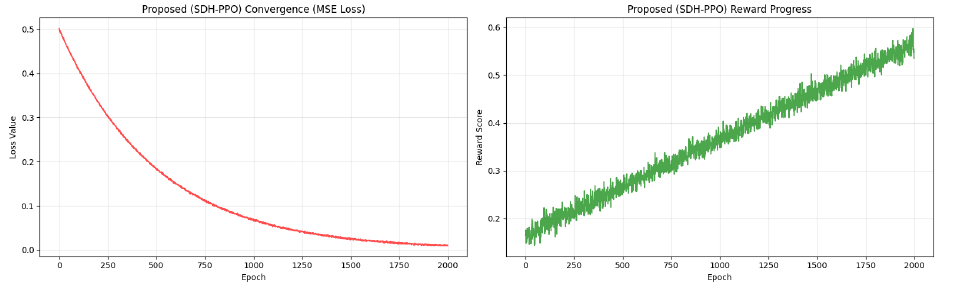 Proposed (SDH-PPO) Convergence (MSE Loss)
0.5
0.4
0.3
0.2
0.1
0.0
Loss Value
0 250 500 750 1000 1250 1500 1750 2000
Epoch
Proposed (SDH-PPO) Reward Progress
0.6
0.5
0.4
0.3
0.2
Reward Score
0 250 500 750 1000 1250 1500 1750 2000
Epoch